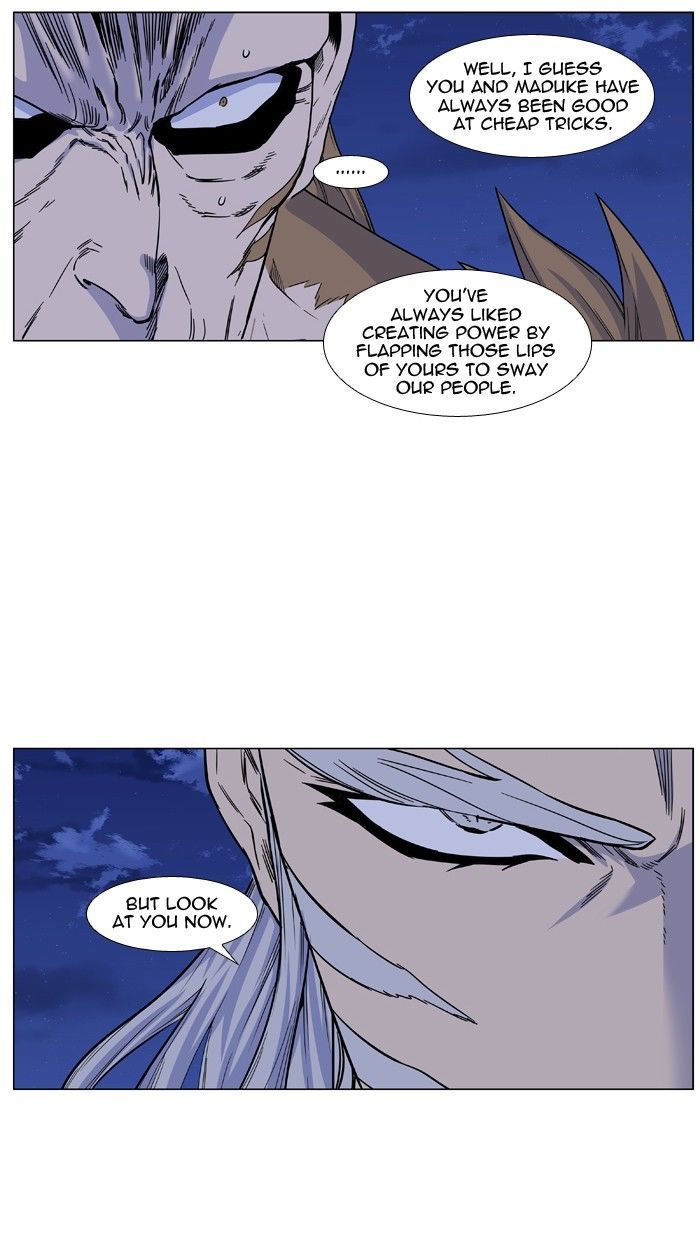 WELL, I GUESS
YOU AND MADUKE HAVE
ALWAYS BEEN GOOD
AT CHEAP TRICKS.
......
YOU'VE
ALWAYS LIKED
CREATING POWER BY
FLAPPING THOSE LIPS
OF YOURS TO SWAY
OUR PEOPLE.
BUT LOOK
AT YOU NOW.